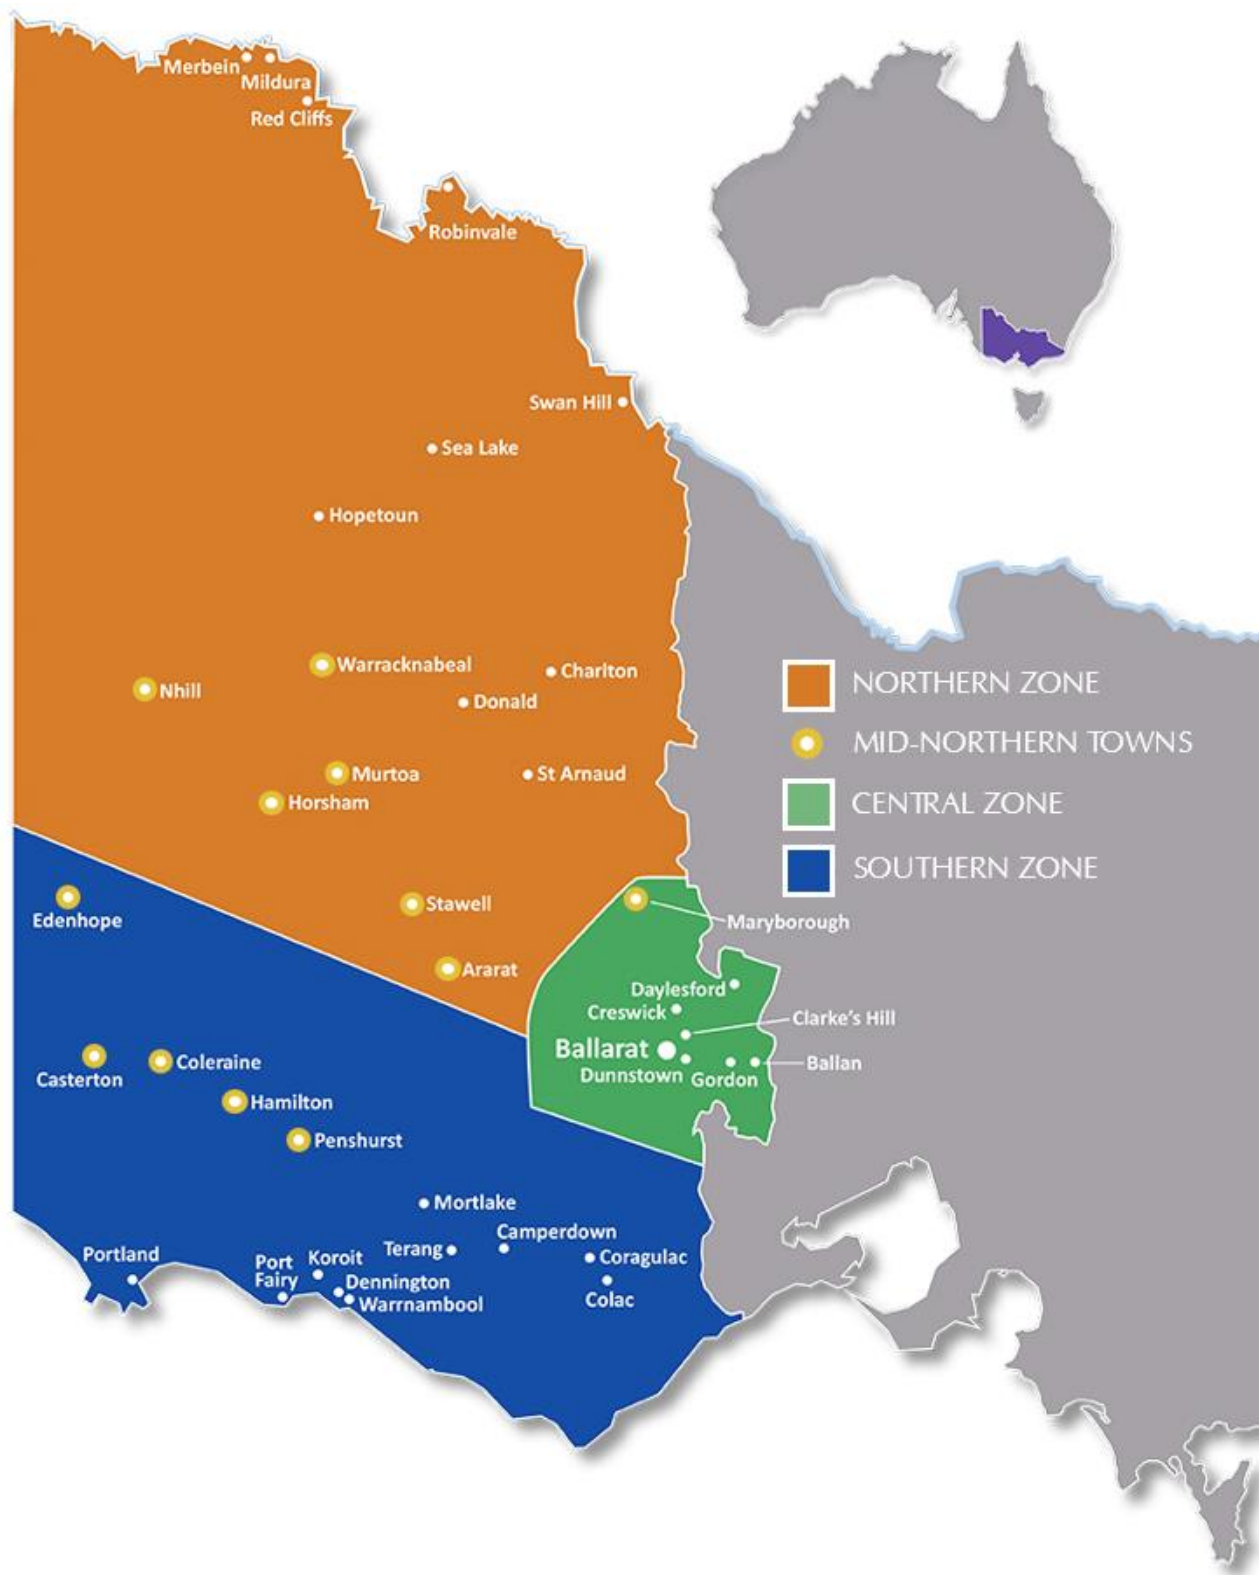 Merbein
Mildura
Red Cliffs
Robinvale
Swan Hill
Sea Lake
Hopetoun
Warracknabeal
Charlton
Nhill
Donald
NORTHERN ZONE
MID-NORTHERN TOWNS
CENTRAL ZONE
SOUTHERN ZONE
Murtoa
St Arnaud
Horsham
Edenhope
Stawell
Maryborough
Ararat
Daylesford
Creswick
Clarke's Hill
Ballarat
Dunnstown
Gordon
Ballan
Casterton
Coleraine
Hamilton
Penshurst
Mortlake
Camperdown
Terang
Coragulac
Portland
Port
Fairy
Koroit
Dennington
Warrnambool
Colac